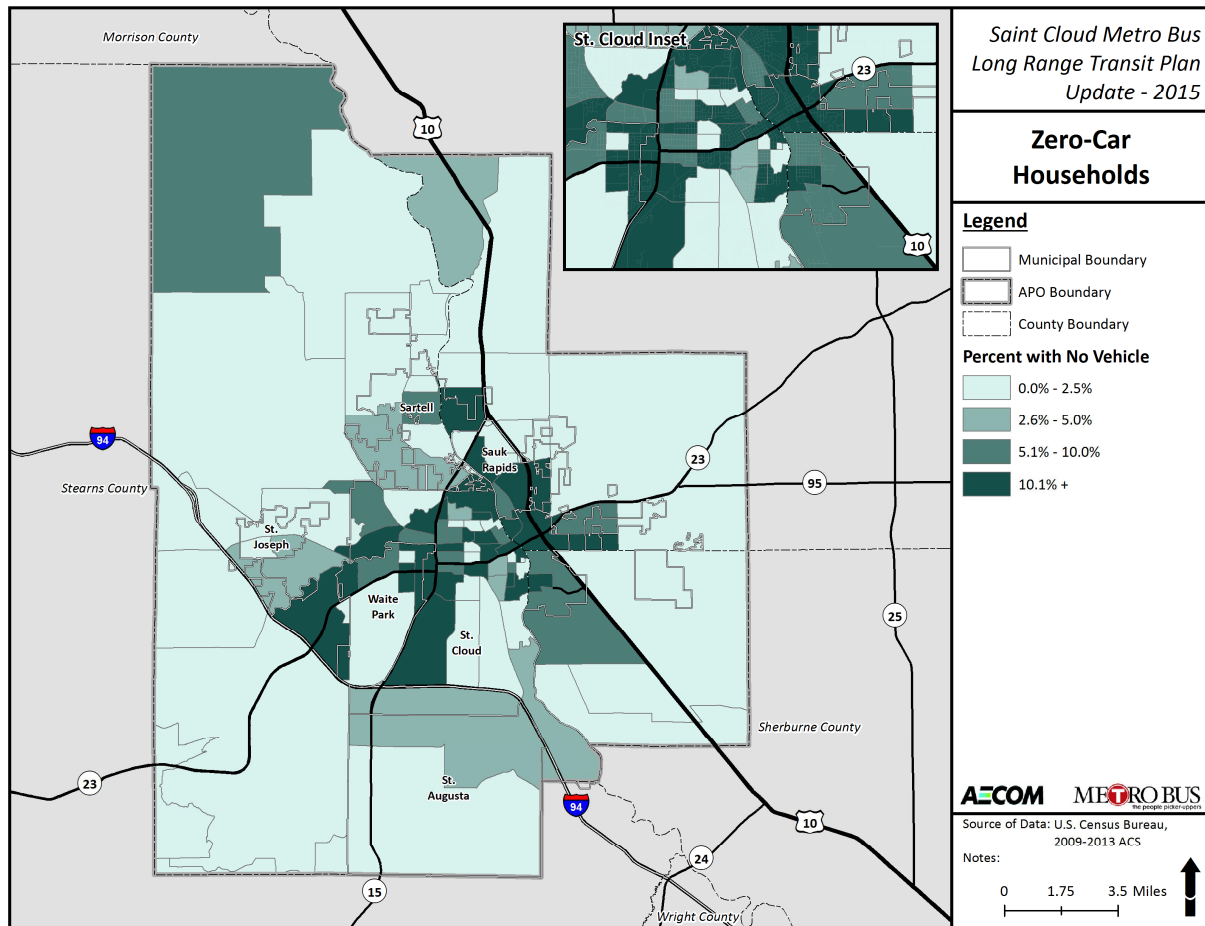 Saint Cloud Metro Bus
Long Range Transit Plan
Update - 2015
Zero-Car
Households
Legend
Municipal Boundary
APO Boundary
County Boundary
Percent with No Vehicle
0.0% - 2.5%
2.6% - 5.0%
5.1% - 10.0%
10.1% +
AECOM
METRO BUS
the people picker-uppers
Source of Data: U.S. Census Bureau,
2009-2013 ACS
Notes:
0 1.75 3.5 Miles
Morrison County
St. Cloud Inset
23
10
10
Sartell
94
Sauk
Rapids
23
Stearns County
95
St.
Joseph
Waite
Park
25
St.
Cloud
Sherburne County
23
St.
Augusta
94
10
24
15
Wright County